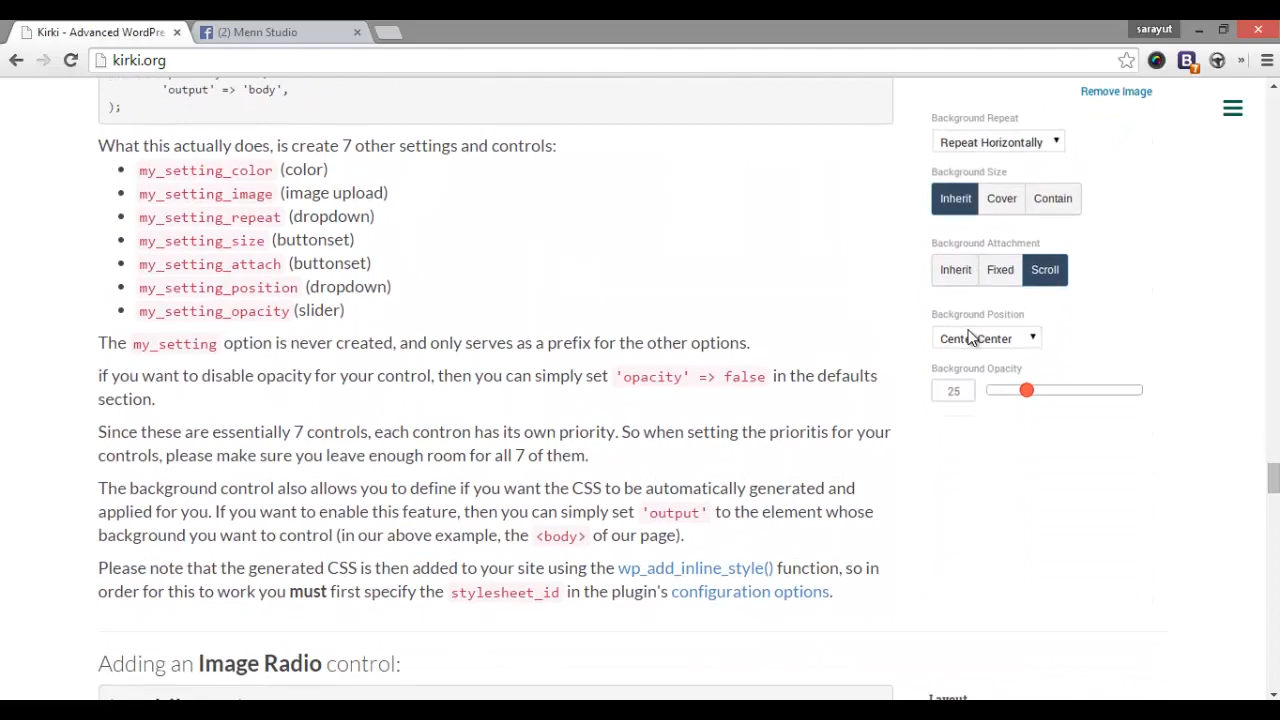 Kirki - Advanced WordPre
(2) Menn Studio
sarayut
kirki.org
7
'output' => 'body',
);
What this actually does, is create 7 other settings and controls:
my_setting_color (color)
my_setting_image (image upload)
my_setting_repeat (dropdown)
my_setting_size (buttonset)
my_setting_attach (buttonset)
my_setting_position (dropdown)
my_setting_opacity (slider)
The my_setting option is never created, and only serves as a prefix for the other options.
if you want to disable opacity for your control, then you can simply set 'opacity' => false in the defaults
section.
Since these are essentially 7 controls, each contron has its own priority. So when setting the prioritis for your
controls, please make sure you leave enough room for all 7 of them.
The background control also allows you to define if you want the CSS to be automatically generated and
applied for you. If you want to enable this feature, then you can simply set 'output' to the element whose
background you want to control (in our above example, the <body> of our page).
Please note that the generated CSS is then added to your site using the wp_add_inline_style() function, so in
order for this to work you must first specify the stylesheet_id in the plugin's configuration options.
Adding an Image Radio control:
Remove Image
Background Repeat
Repeat Horizontally
Background Size
Inherit Cover Contain
Background Attachment
Inherit Fixed Scroll
Background Position
Center Center
Background Opacity
25
Layout